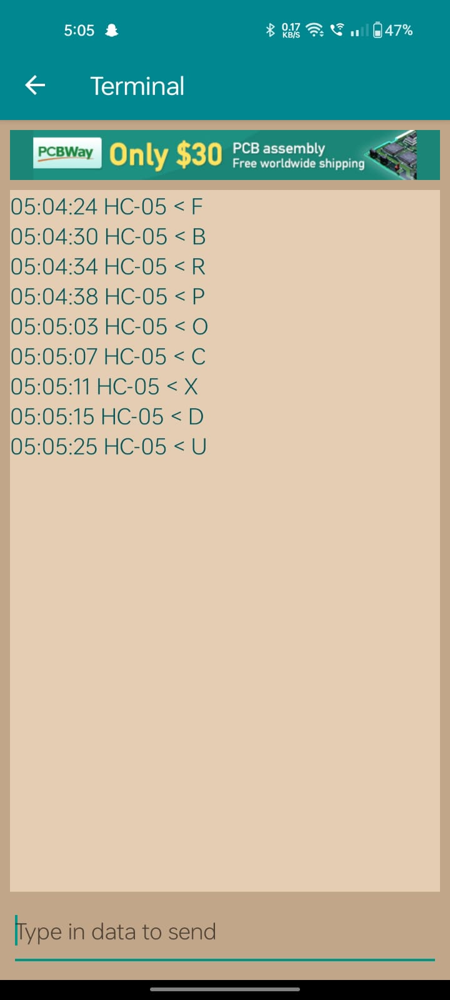 5:05
0.17
KB/S
47%
Terminal
PCBWay Only $30 PCB assembly
Free worldwide shipping
05:04:24 HC-05 < F
05:04:30 HC-05 < B
05:04:34 HC-05 < R
05:04:38 HC-05 < P
05:05:03 HC-05 < O
05:05:07 HC-05 < C
05:05:11 HC-05 < X
05:05:15 HC-05 < D
05:05:25 HC-05 < U
Type in data to send